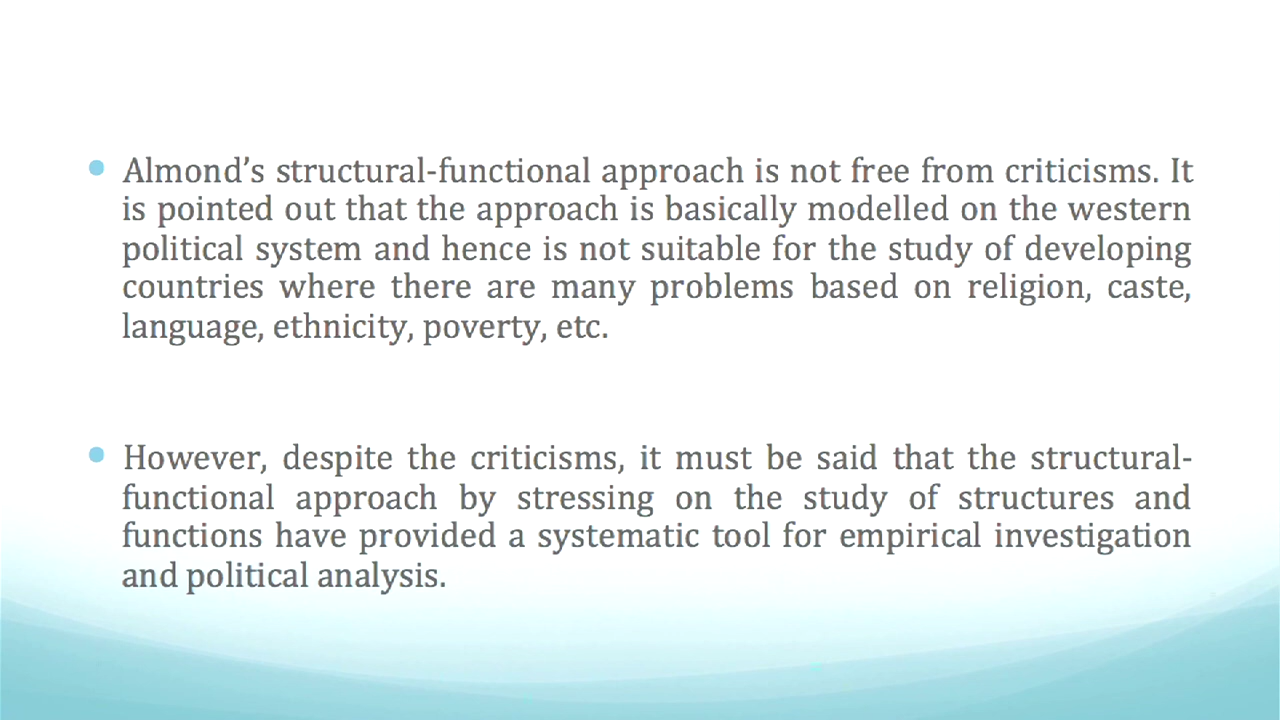 • Almond’s structural-functional approach is not free from criticisms. It
is pointed out that the approach is basically modelled on the western
political system and hence is not suitable for the study of developing
countries where there are many problems based on religion, caste,
language, ethnicity, poverty, etc.
• However, despite the criticisms, it must be said that the structural-
functional approach by stressing on the study of structures and
functions have provided a systematic tool for empirical investigation
and political analysis.